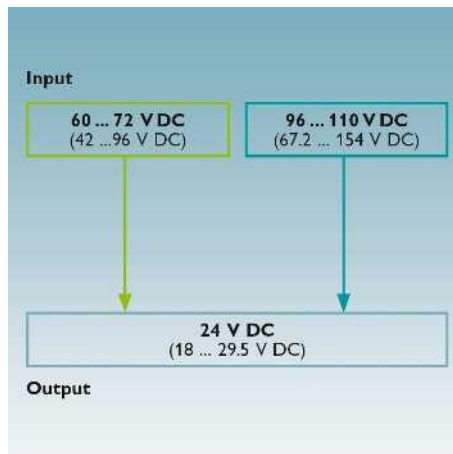 Input
60 ... 72 V DC
(42 ...96 V DC)
96 ... 110 V DC
(67.2 ... 154 V DC)
24 V DC
(18 ... 29.5 V DC)
Output